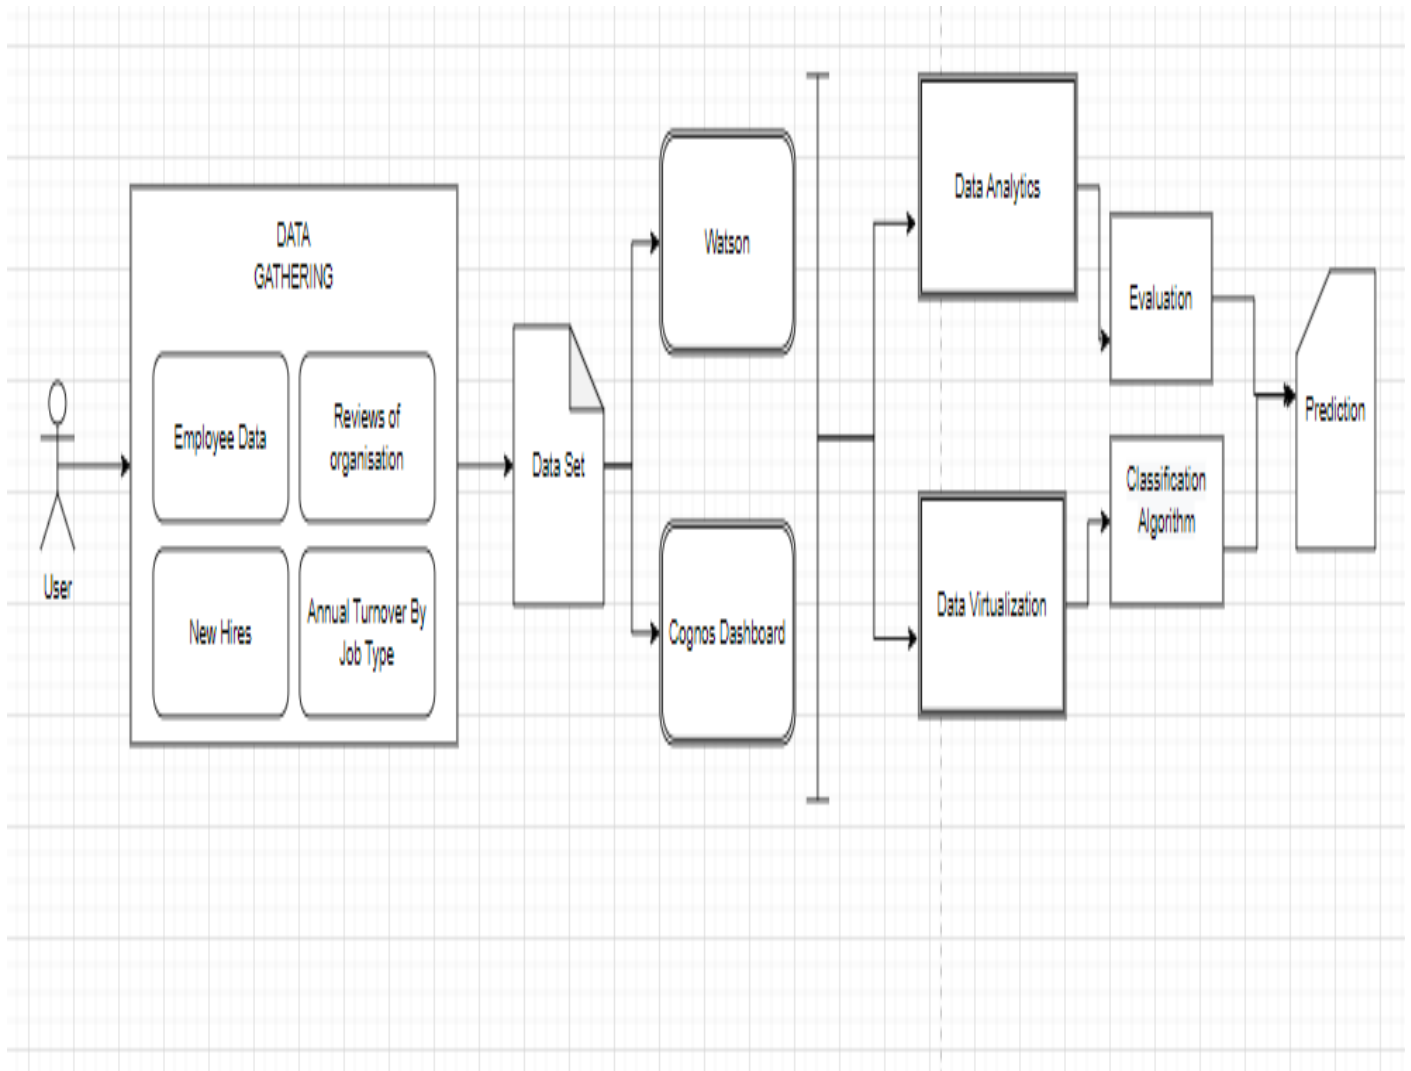 DATA
GATHERING
Employee Data
Reviews of
organisation
New Hires
Annual Turnover By
Job Type
User
Data Set
Watson
Cognos Dashboard
Data Analytics
Data Virtualization
Evaluation
Classification
Algorithm
Prediction